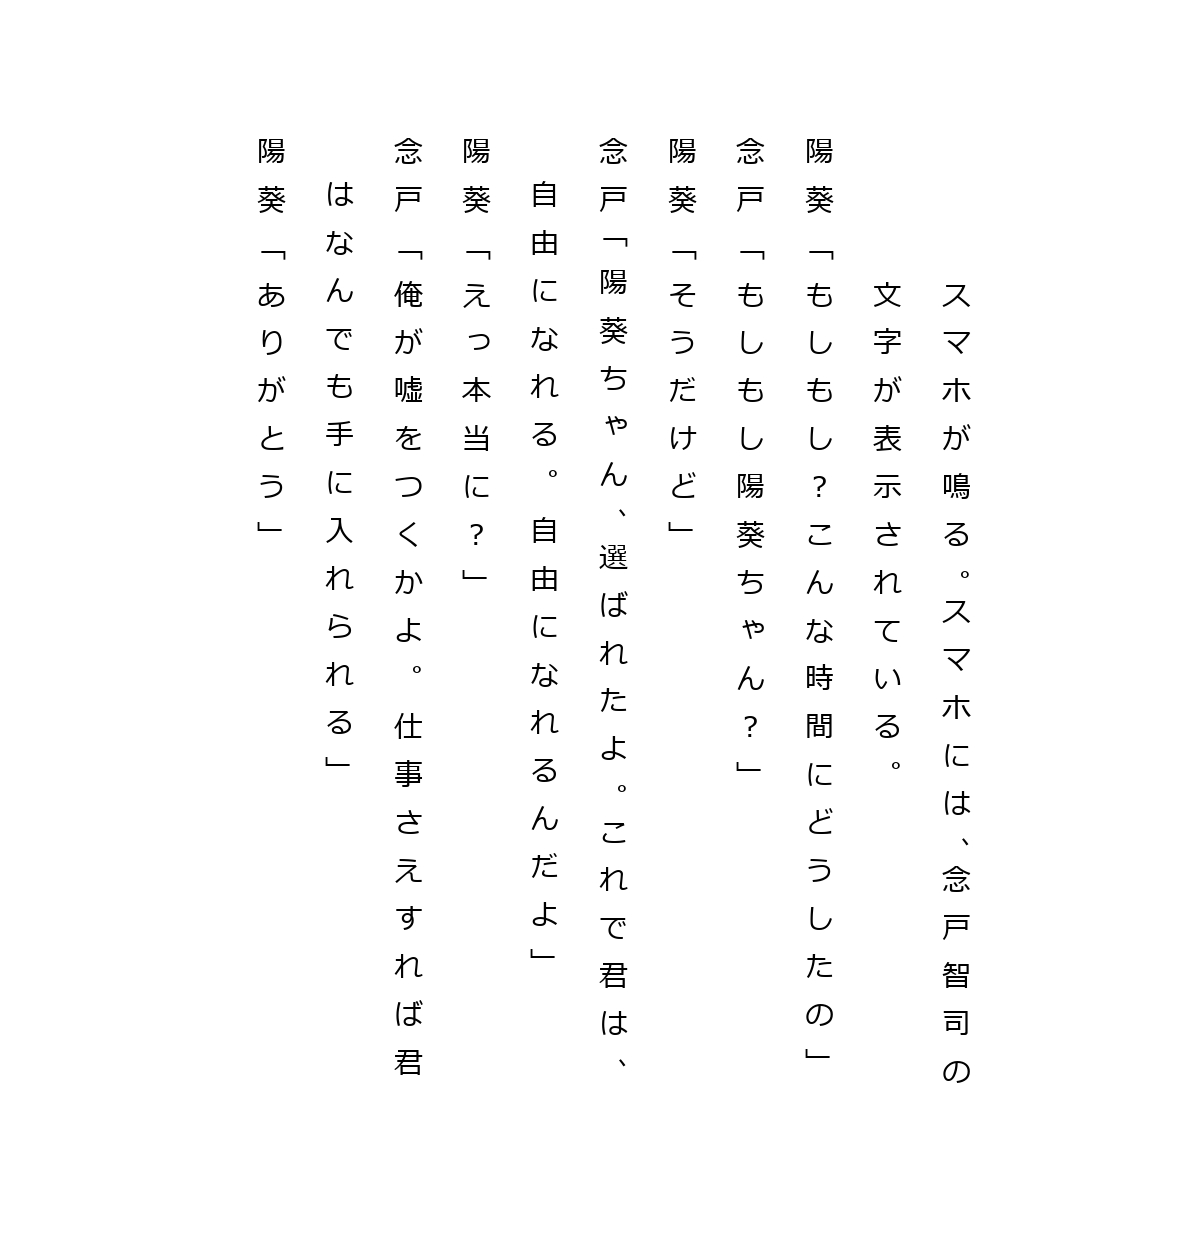 スマホが鳴る。スマホには、念戸智司の
文字が表示されている。
陽葵「もしもし?こんな時間にどうしたの」
念戸「もしもし陽葵ちゃん?」
陽葵「そうだけど」
念戸「陽葵ちゃん、選ばれたよ。これで君は、
自由になれる。自由になれるんだよ」
陽葵「えっ本当に?」
念戸「俺が嘘をつくかよ。仕事さえすれば君
はなんでも手に入れられる」
陽葵「ありがとう」